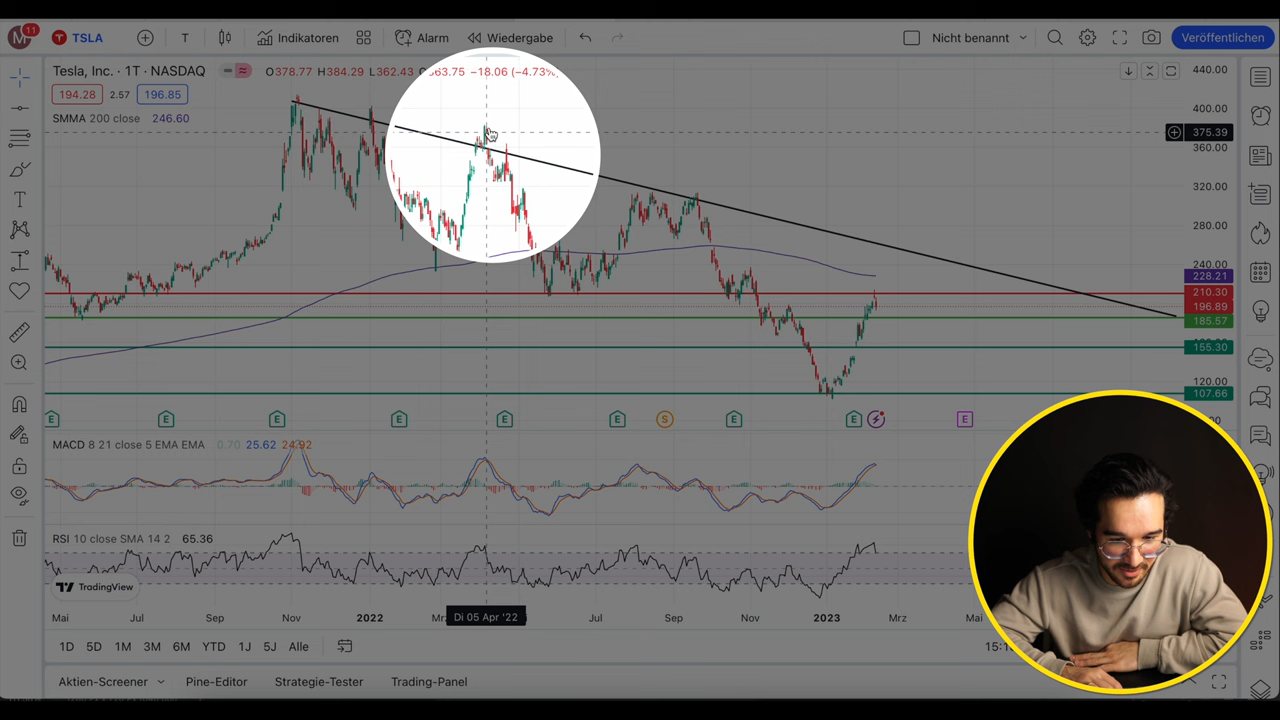 M 11 TSLA T Indikatoren Alarm Wiedergabe Nicht benannt Veröffentlichen
Tesla, Inc. · 1T · NASDAQ O378.77 H384.29 L362.43 C363.75 −18.06 (−4.73%)
194.28 2.57 196.85
SMMA 200 close 246.60
440.00
400.00
375.39
360.00
320.00
280.00
240.00
228.21
210.30
196.89
185.57
155.30
120.00
107.66
E E E E E E S E E E
MACD 8 21 close 5 EMA EMA 0.70 25.62 24.92
RSI 10 close SMA 14 2 65.36
TradingView
Mai Jul Sep Nov 2022 Di 05 Apr '22 Jul Sep Nov 2023 Mrz Mai
1D 5D 1M 3M 6M YTD 1J 5J Alle
Aktien-Screener Pine-Editor Strategie-Tester Trading-Panel